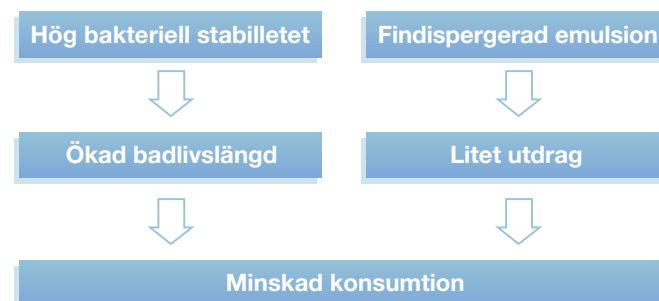 Hög bakteriell stabilletet
Findispergerad emulsion
Ökad badlivslängd
Litet utdrag
Minskad konsumtion